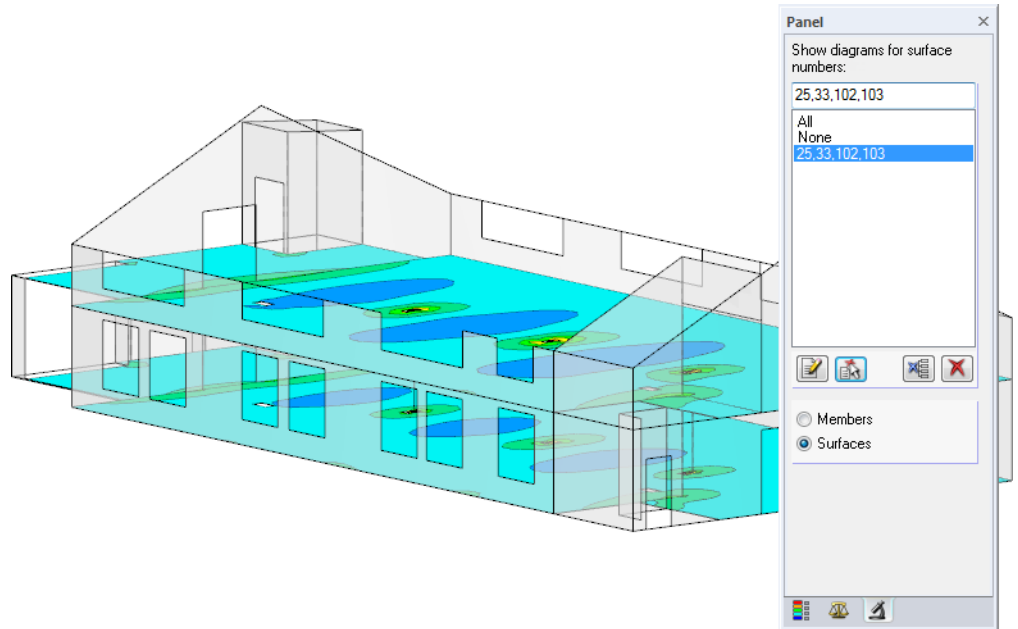 Panel
Show diagrams for surface
numbers:
25,33,102,103
All
None
25,33,102,103
Members
Surfaces